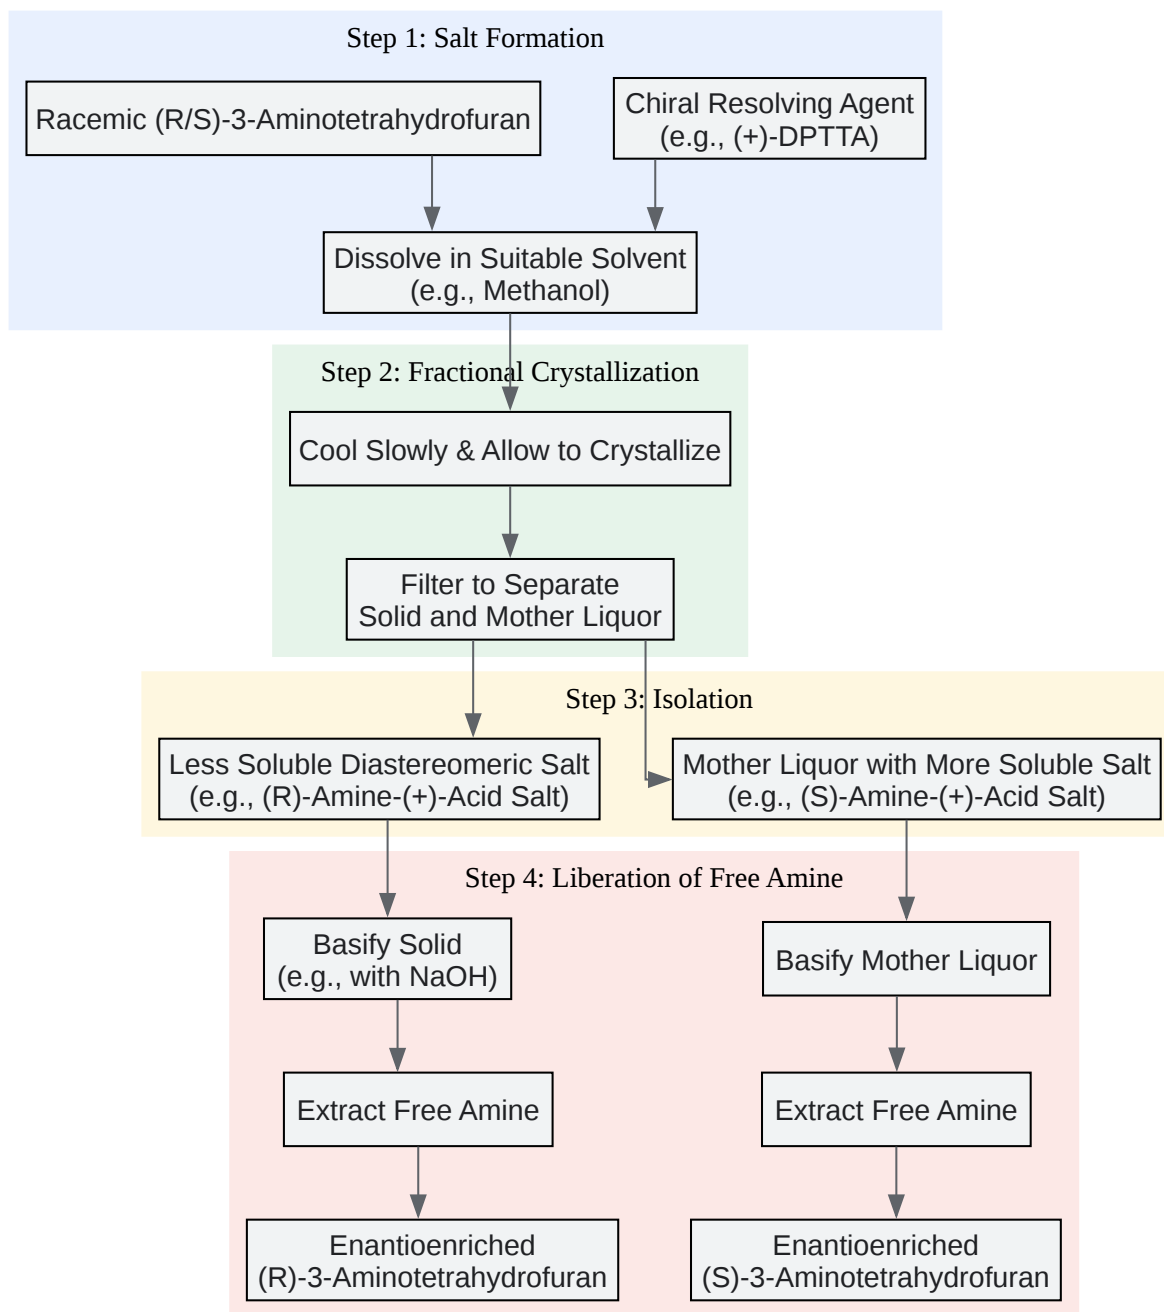 Step 1: Salt Formation
Racemic (R/S)-3-Aminotetrahydrofuran
Chiral Resolving Agent
(e.g., (+)-DPTTA)
Dissolve in Suitable Solvent
(e.g., Methanol)
Step 2: Fractional Crystallization
Cool Slowly & Allow to Crystallize
Filter to Separate
Solid and Mother Liquor
Step 3: Isolation
Less Soluble Diastereomeric Salt
(e.g., (R)-Amine-(+)-Acid Salt)
Mother Liquor with More Soluble Salt
(e.g., (S)-Amine-(+)-Acid Salt)
Step 4: Liberation of Free Amine
Basify Solid
(e.g., with NaOH)
Basify Mother Liquor
Extract Free Amine
Extract Free Amine
Enantioenriched
(R)-3-Aminotetrahydrofuran
Enantioenriched
(S)-3-Aminotetrahydrofuran